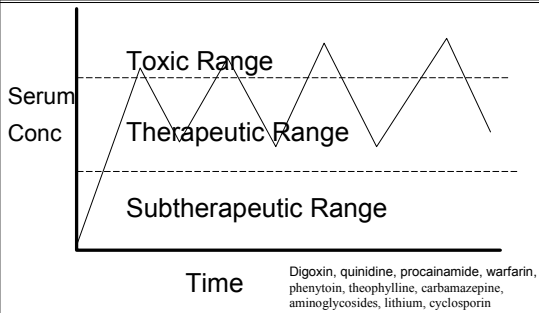 Toxic Range
Serum
Conc
Therapeutic Range
Subtherapeutic Range
Time
Digoxin, quinidine, procainamide, warfarin,
phenytoin, theophylline, carbamazepine,
aminoglycosides, lithium, cyclosporin